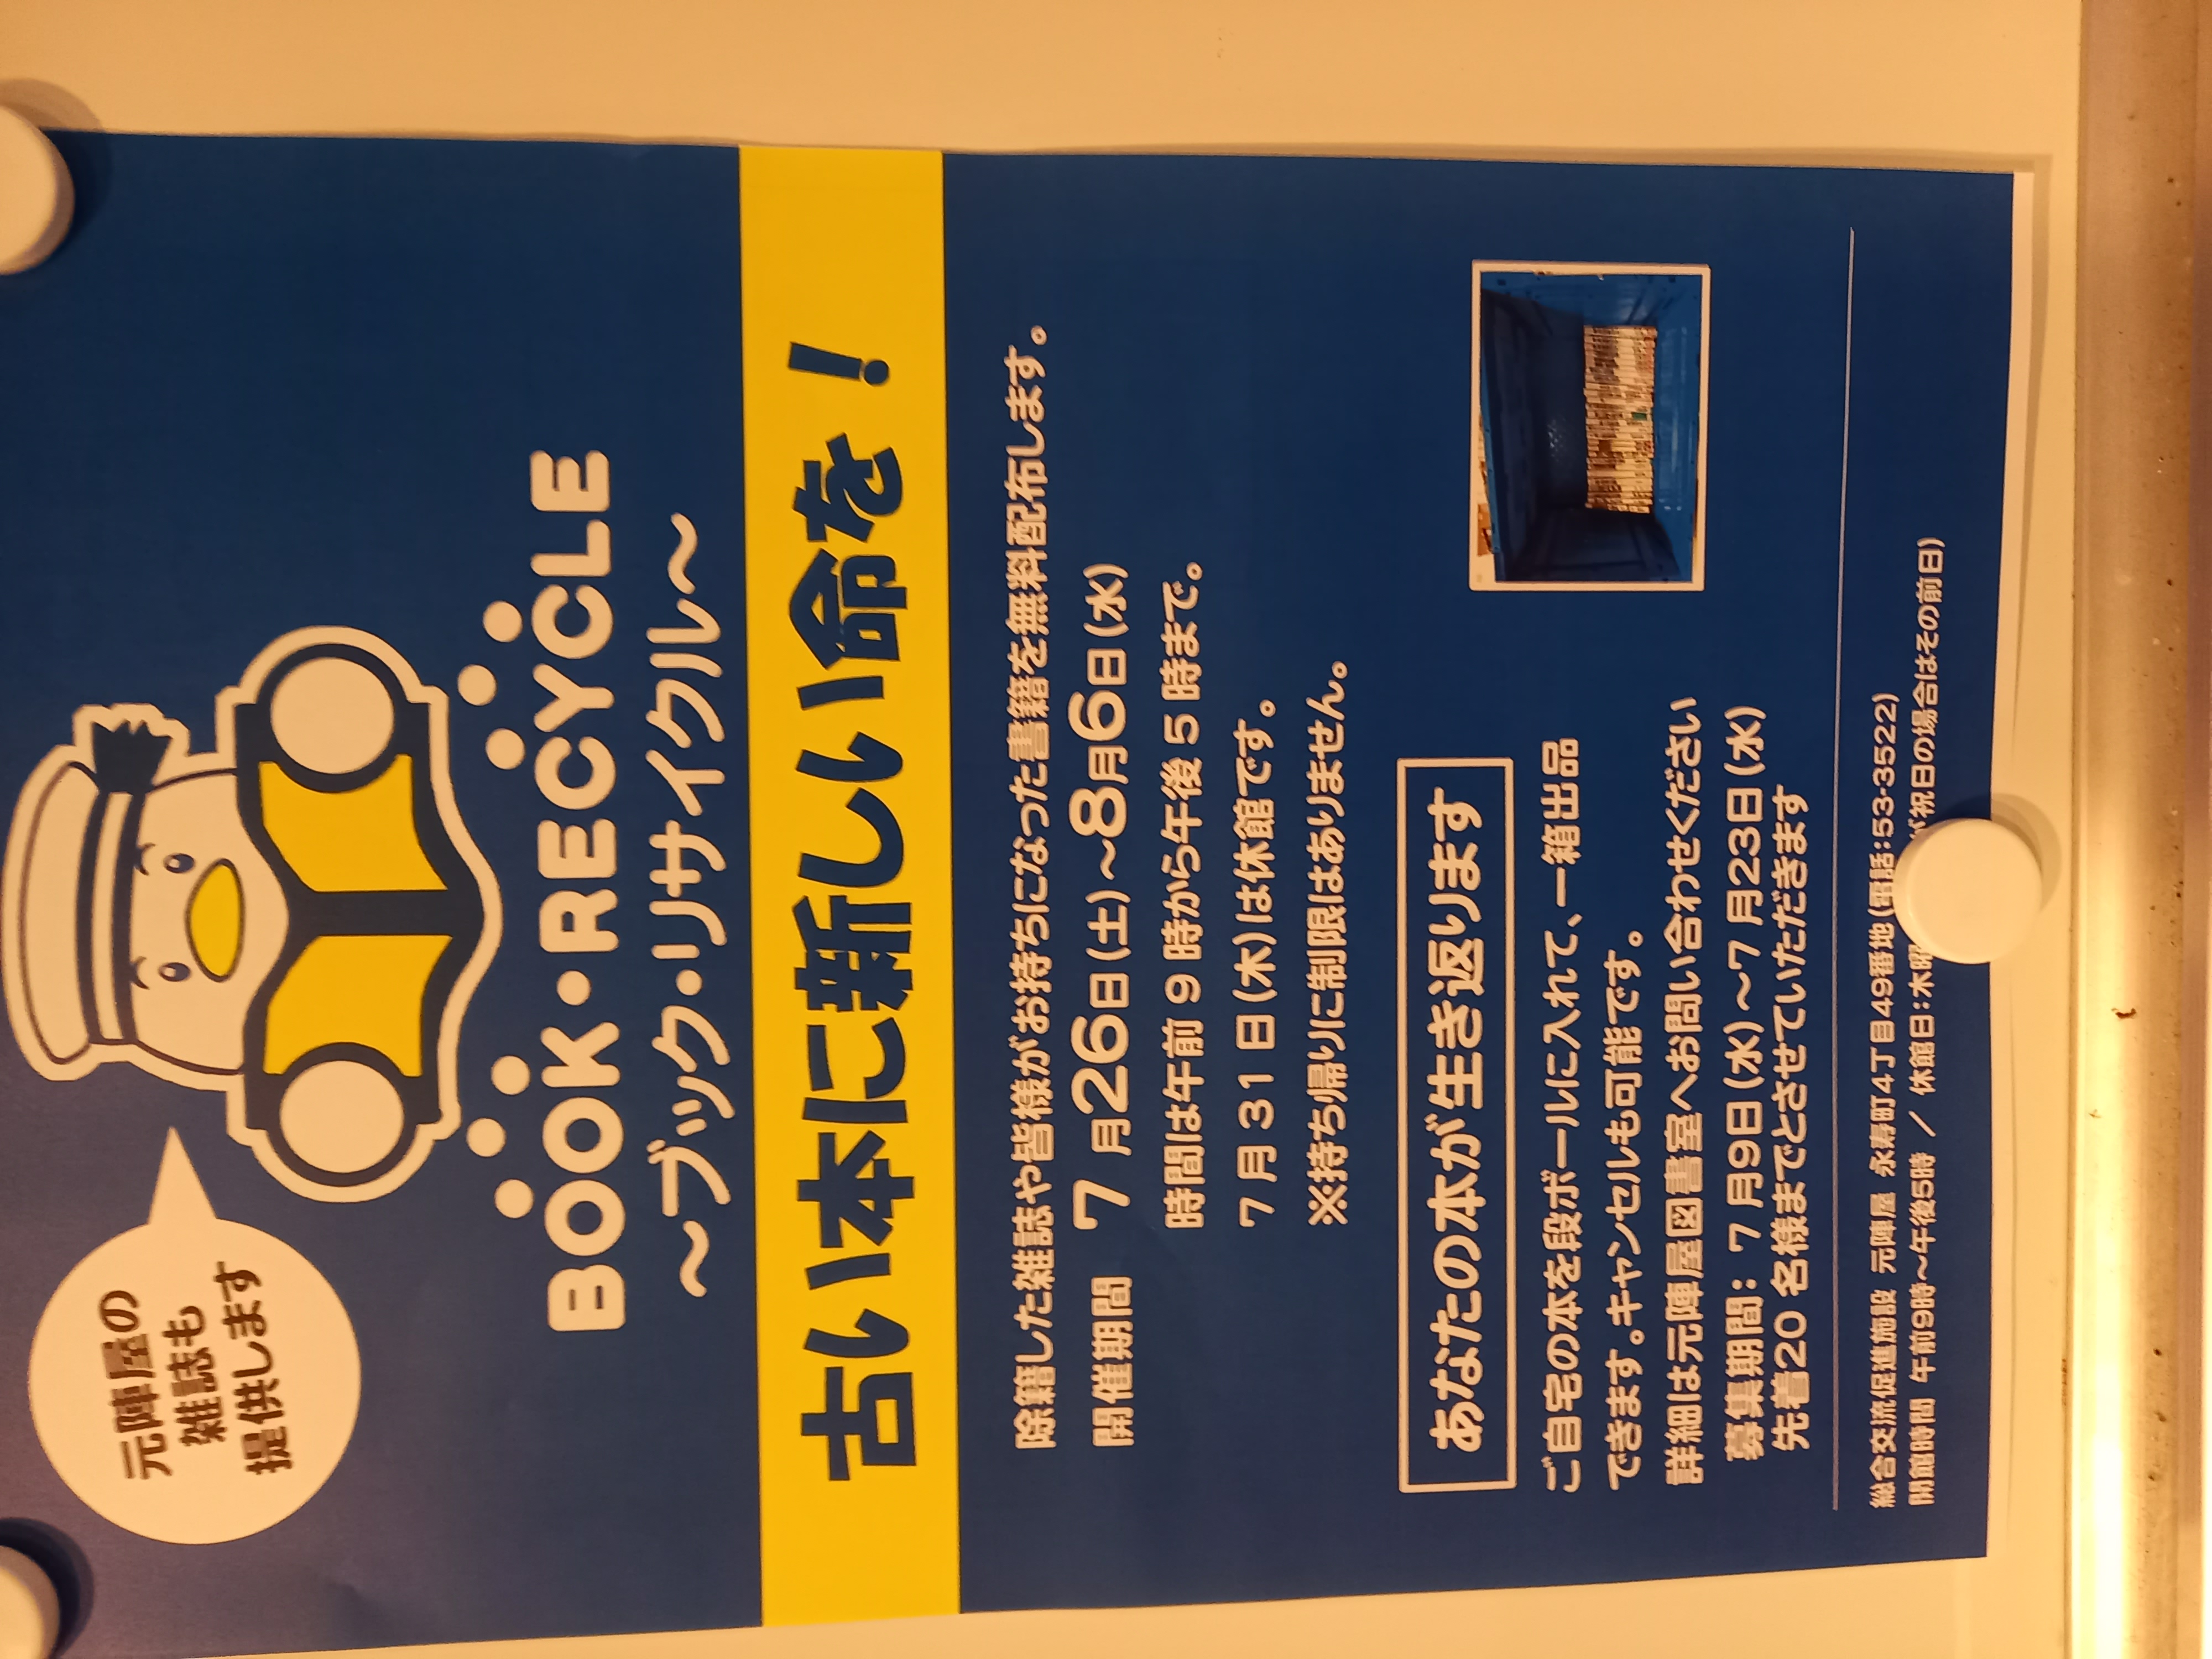 元陣屋の
雑誌も
提供します
BOOK・RECYCLE
～ブック・リサイクル～
古い本に新しい命を！
除籍した雑誌や皆様がお持ちになった書籍を無料配布します。
開催期間 7月26日(土)～8月6日(水)
時間は午前9時から午後5時まで。
7月31日(木)は休館です。
※持ち帰りに制限はありません。
あなたの本が生き返ります
ご自宅の本を段ボールに入れて、一箱出品
できます。キャンセルも可能です。
詳細は元陣屋図書室へお問い合わせください
募集期間：7月9日(水)～7月23日(水)
先着20名様までとさせていただきます
総合交流促進施設 元陣屋 永寿町4丁目49番地(電話:53-3522)
開館時間 午前9時～午後5時 / 休館日:木曜 が祝日の場合はその前日)